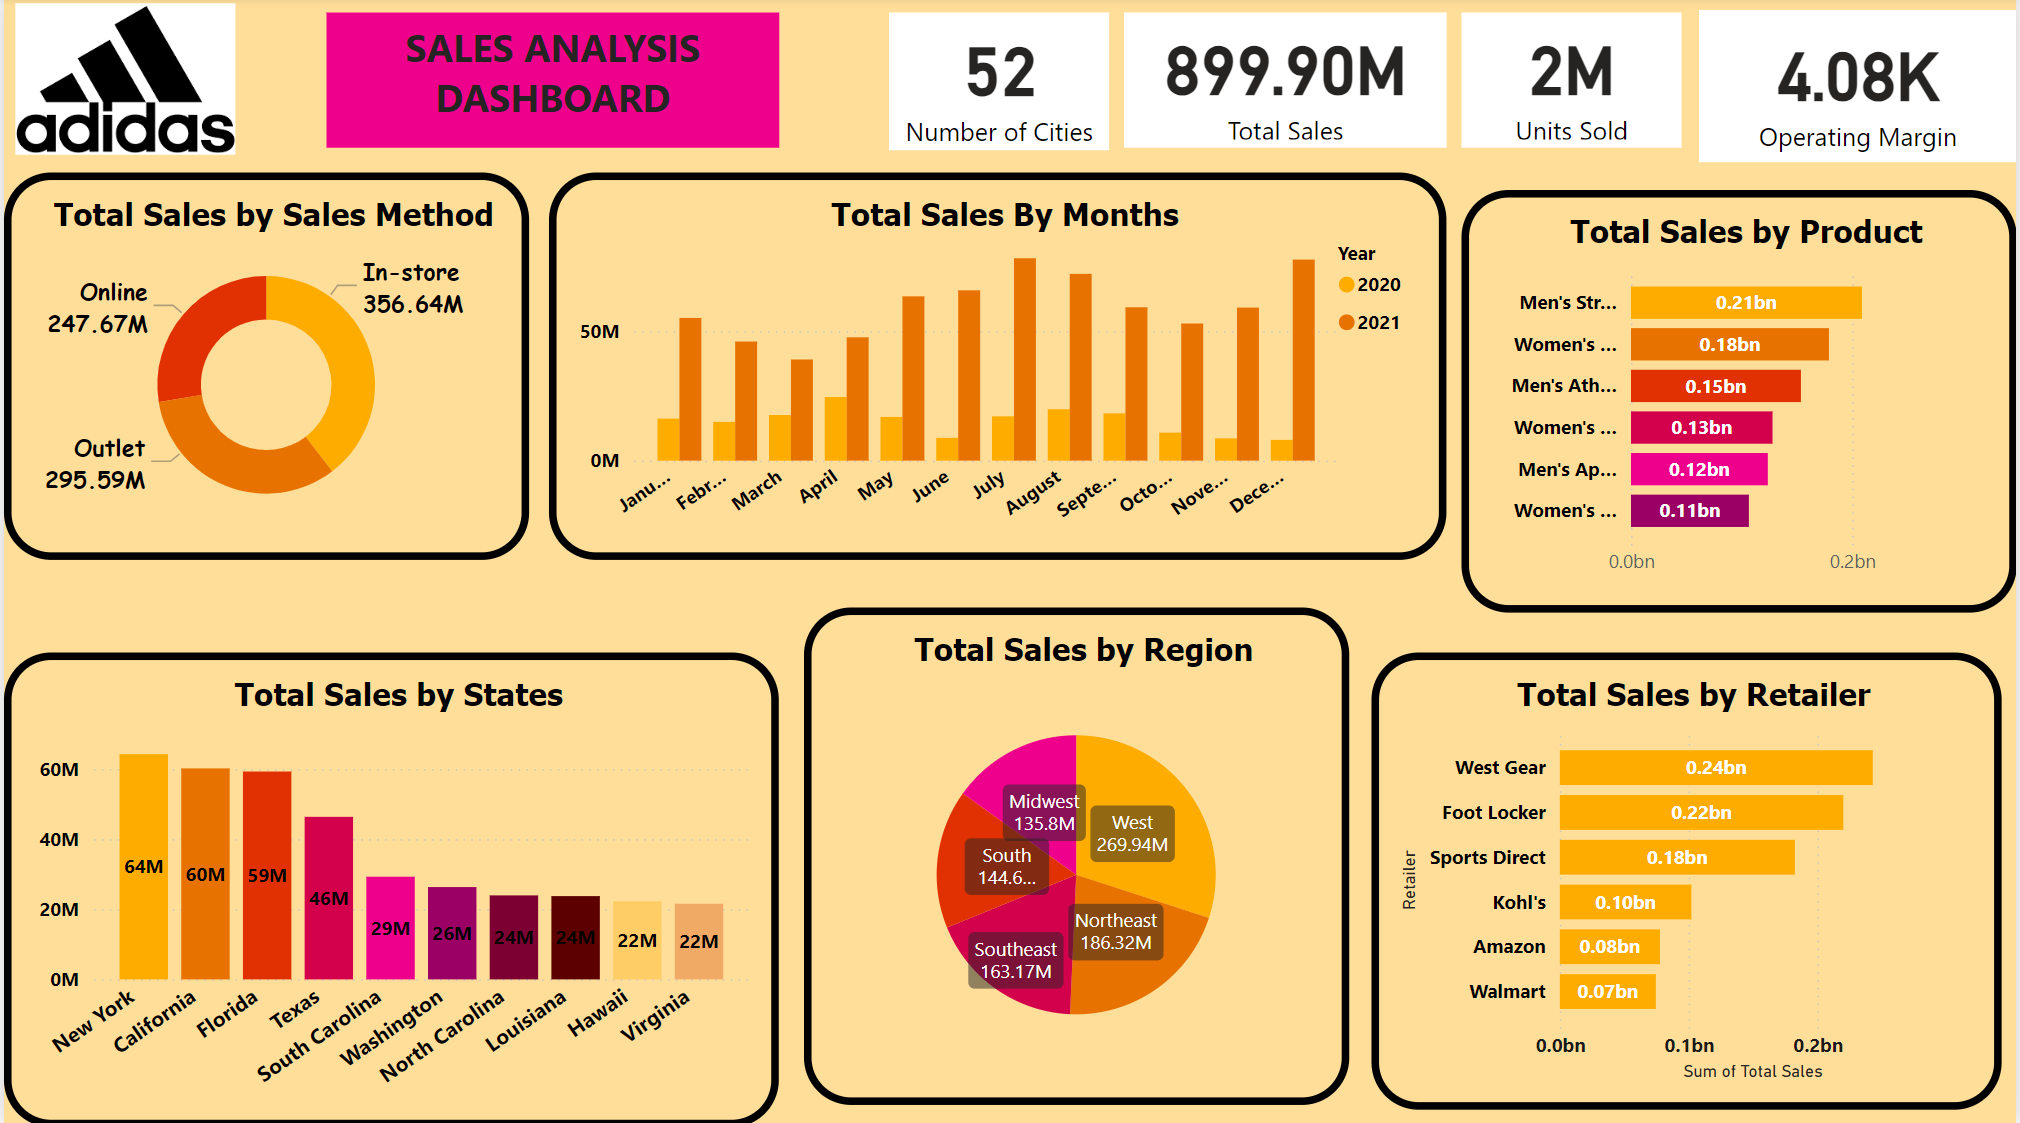 adidas
SALES ANALYSIS
DASHBOARD
52
Number of Cities
899.90M
Total Sales
2M
Units Sold
4.08K
Operating Margin
Total Sales by Sales Method
In-store
356.64M
Online
247.67M
Outlet
295.59M
Total Sales By Months
Year
2020
2021
50M
0M
Janu...
Febr...
March
April
May
June
July
August
Septe...
Octo...
Nove...
Dece...
Total Sales by Product
Men's Str... 0.21bn
Women's ... 0.18bn
Men's Ath... 0.15bn
Women's ... 0.13bn
Men's Ap... 0.12bn
Women's ... 0.11bn
0.0bn 0.2bn
Total Sales by States
60M
40M
20M
0M
64M
60M
59M
46M
29M
26M
24M
24M
22M
22M
New York
California
Florida
Texas
South Carolina
Washington
North Carolina
Louisiana
Hawaii
Virginia
Total Sales by Region
Midwest
135.8M
West
269.94M
South
144.6...
Northeast
186.32M
Southeast
163.17M
Total Sales by Retailer
Retailer
West Gear 0.24bn
Foot Locker 0.22bn
Sports Direct 0.18bn
Kohl's 0.10bn
Amazon 0.08bn
Walmart 0.07bn
0.0bn 0.1bn 0.2bn
Sum of Total Sales